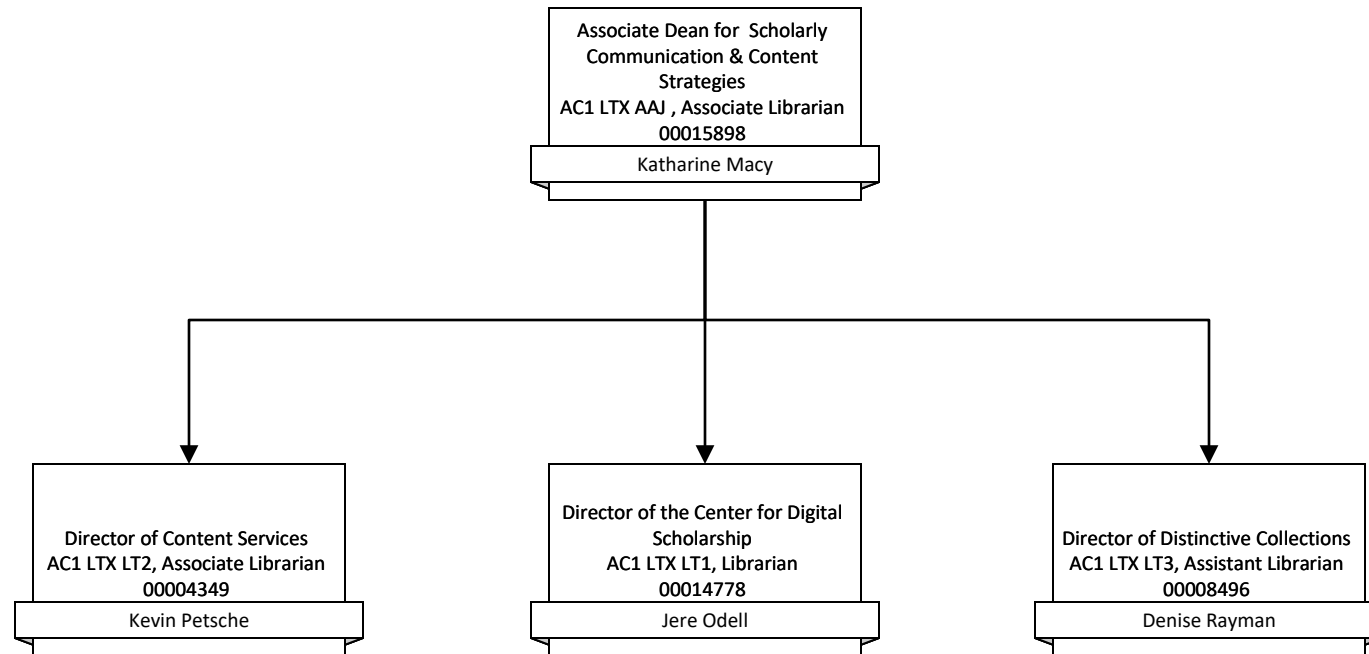 Associate Dean for  Scholarly
Communication & Content
Strategies
AC1 LTX AAJ , Associate Librarian
00015898
Katharine Macy
Director of Content Services
AC1 LTX LT2, Associate Librarian
00004349
Kevin Petsche
Director of the Center for Digital
Scholarship
AC1 LTX LT1, Librarian
00014778
Jere Odell
Director of Distinctive Collections
AC1 LTX LT3, Assistant Librarian
00008496
Denise Rayman